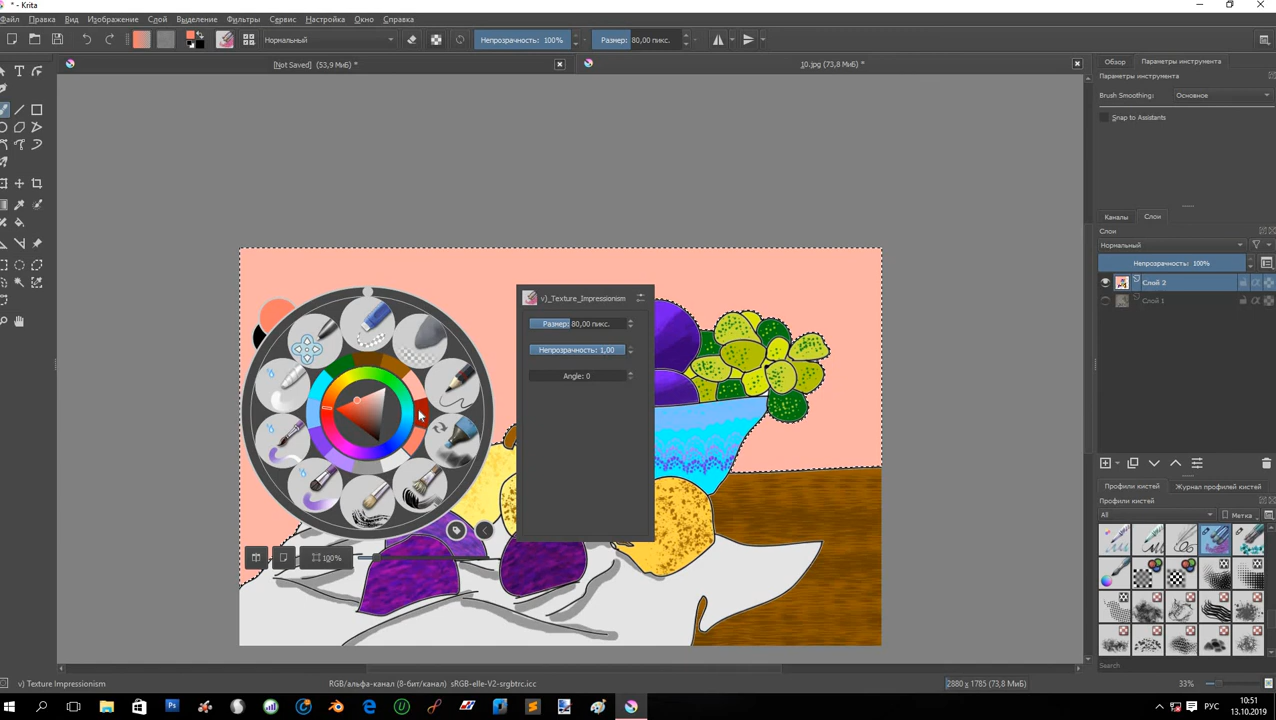 * - Krita
Файл Правка Вид Изображение Слой Выделение Фильтры Сервис Настройка Окно Справка
Нормальный Непрозрачность: 100% Размер: 80,00 пикс.
[Not Saved] (53,9 МиБ) * 10.jpg (73,8 МиБ) *
Обзор Параметры инструмента
Параметры инструмента
Brush Smoothing: Основное
Snap to Assistants
Каналы Слои
Слои
Нормальный
Непрозрачность: 100%
Слой 2
Слой 1
v)_Texture_Impressionism
Размер: 80,00 пикс.
Непрозрачность: 1,00
Angle: 0
100%
Профили кистей Журнал профилей кистей
Профили кистей
All Метка
Search
v) Texture Impressionism RGB/альфа-канал (8-бит/канал) sRGB-elle-V2-srgbtrc.icc 2880 x 1785 (73,8 МиБ) 33%
Ps РУС 10:51
13.10.2019